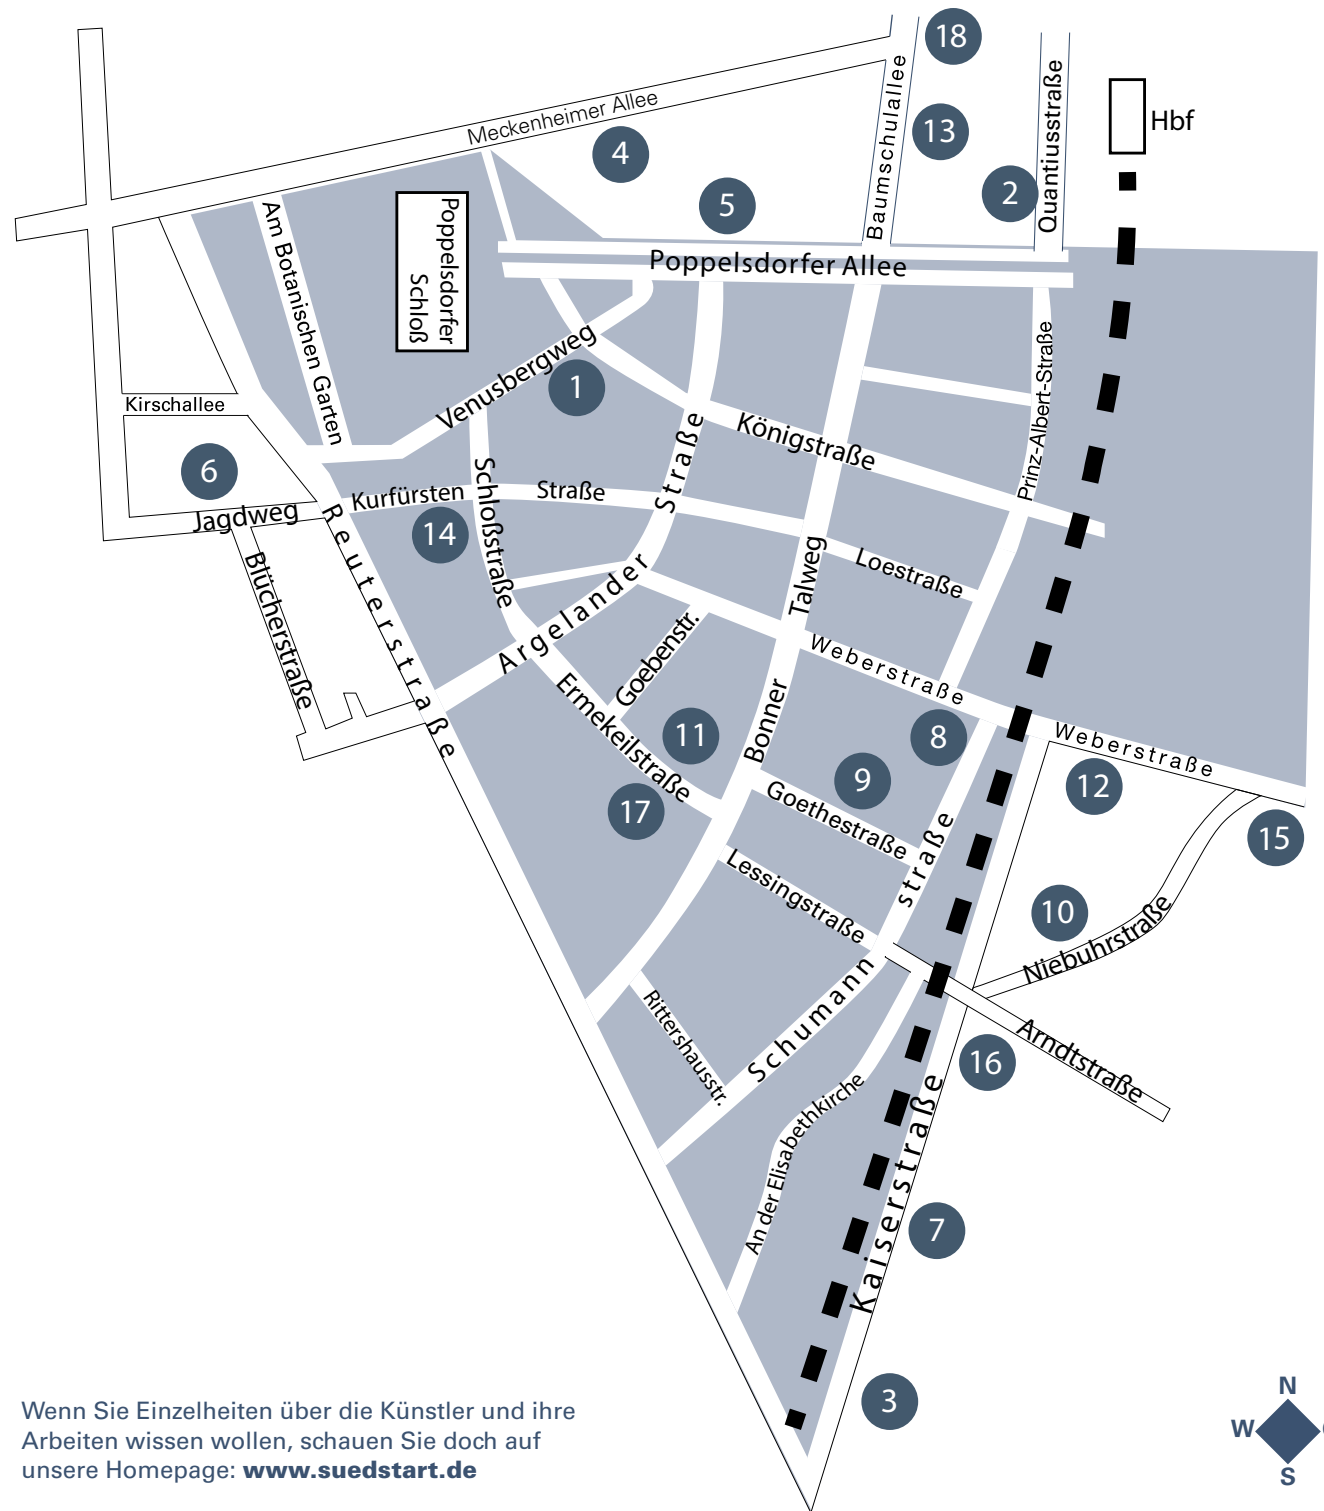 18
Meckenheimer Allee
Baumschulallee
Quantiusstraße
Hbf
4
13
2
5
Am Botanischen Garten
Poppelsdorfer
Schloß
Poppelsdorfer Allee
Venusbergweg
1
Prinz-Albert-Straße
Kirschallee
Königstraße
6
Straße
Kurfürsten
Straße
Jagdweg
14
Schloßstraße
Reuterstraße
Loestraße
Talweg
Blücherstraße
Argelander
Goebenstr.
Weberstraße
Ermekeilstraße
11
Bonner
8
Weberstraße
12
9
17
Goethestraße
15
straße
Lessingstraße
10
Niebuhrstraße
Rittershausstr.
Schumann
16
Arndtstraße
An der Elisabethkirche
Kaiserstraße
7
3
Wenn Sie Einzelheiten über die Künstler und ihre
Arbeiten wissen wollen, schauen Sie doch auf
unsere Homepage: www.suedstart.de
N
W
S